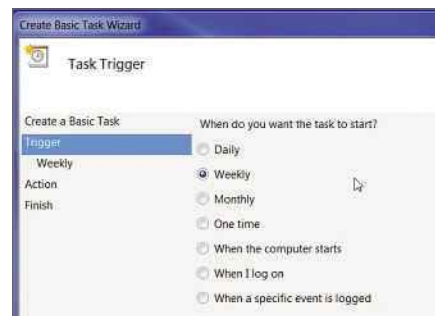 Create Basic Task Wizard
Task Trigger
Create a Basic Task
Trigger
Weekly
Action
Finish
When do you want the task to start?
Daily
Weekly
Monthly
One time
When the computer starts
When I log on
When a specific event is logged